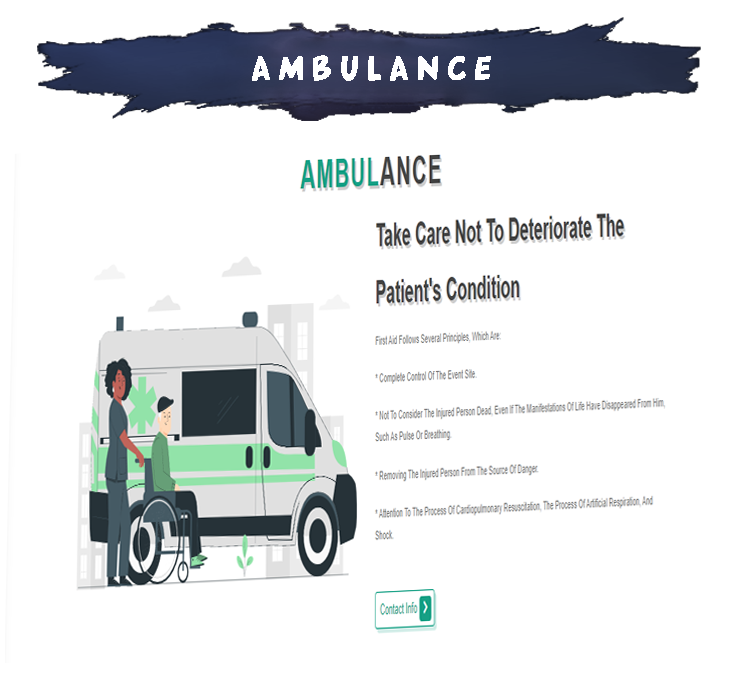 AMBULANCE
AMBULANCE
Take Care Not To Deteriorate The
Patient's Condition
First Aid Follows Several Principles, Which Are:
* Complete Control Of The Event Site.
* Not To Consider The Injured Person Dead, Even If The Manifestations Of Life Have Disappeared From Him,
Such As Pulse Or Breathing.
* Removing The Injured Person From The Source Of Danger.
* Attention To The Process Of Cardiopulmonary Resuscitation, The Process Of Artificial Respiration, And
Shock.
Contact Info